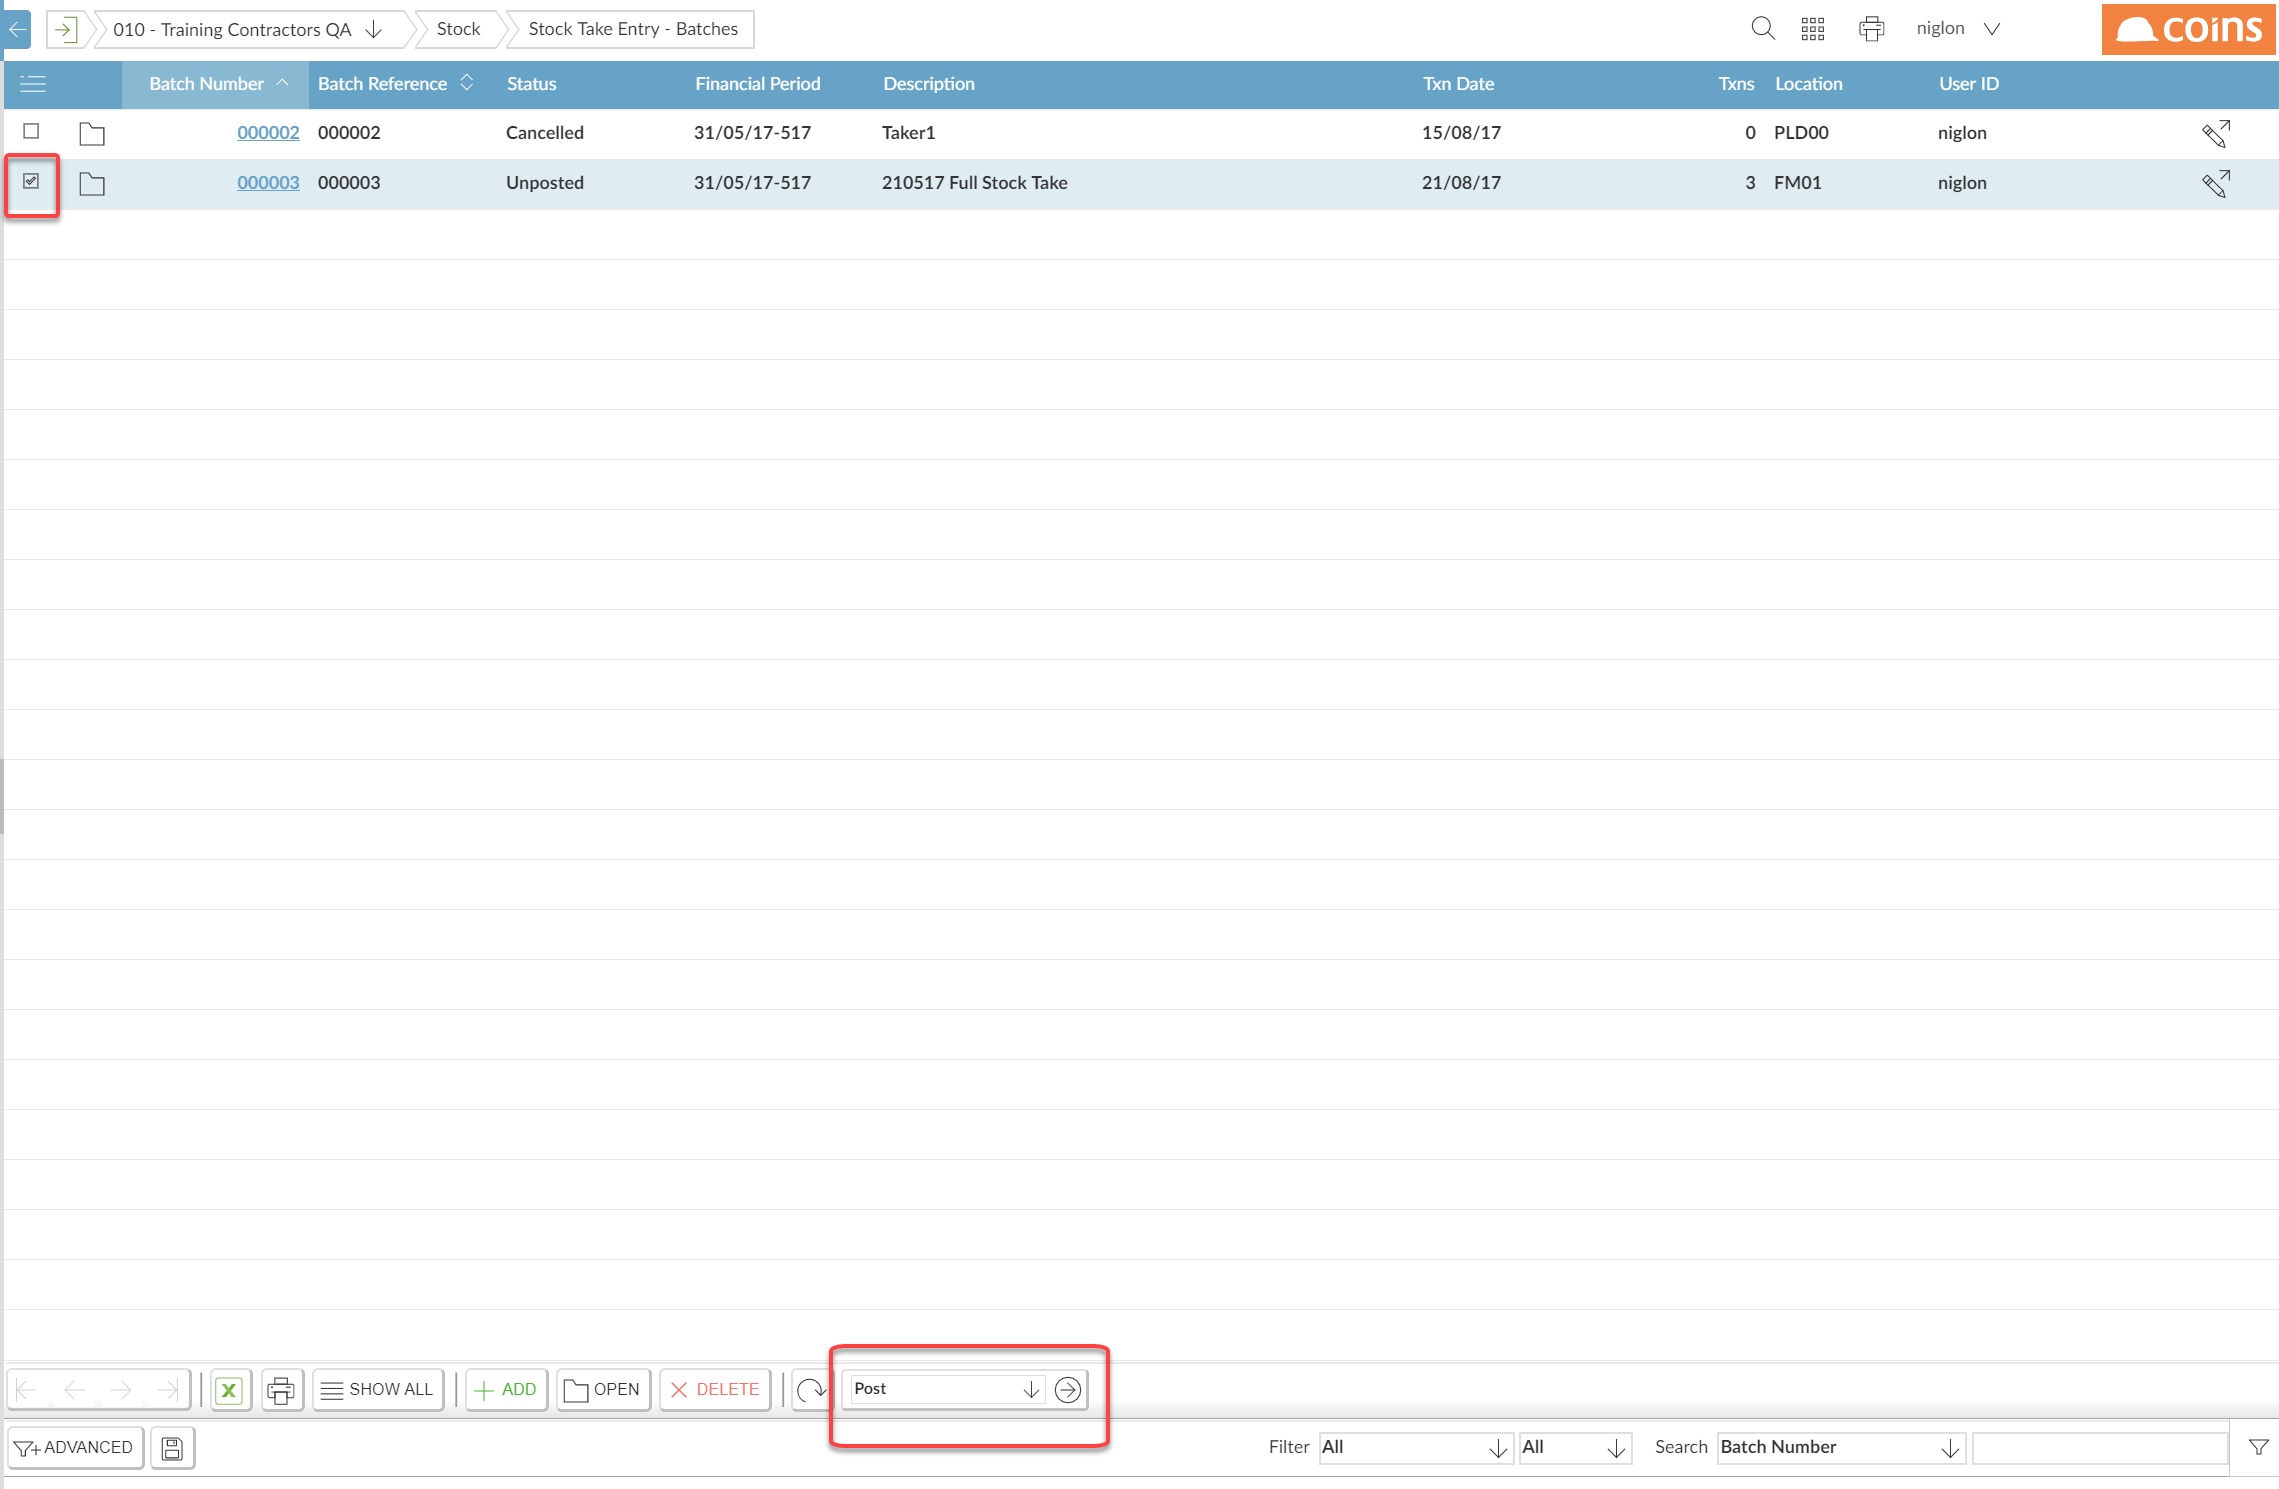 010 - Training Contractors QA Stock Stock Take Entry - Batches niglon coins
Batch Number Batch Reference Status Financial Period Description Txn Date Txns Location User ID
000002 000002 Cancelled 31/05/17-517 Taker1 15/08/17 0 PLD00 niglon
000003 000003 Unposted 31/05/17-517 210517 Full Stock Take 21/08/17 3 FM01 niglon
X SHOW ALL ADD OPEN DELETE Post
ADVANCED Filter All All Search Batch Number